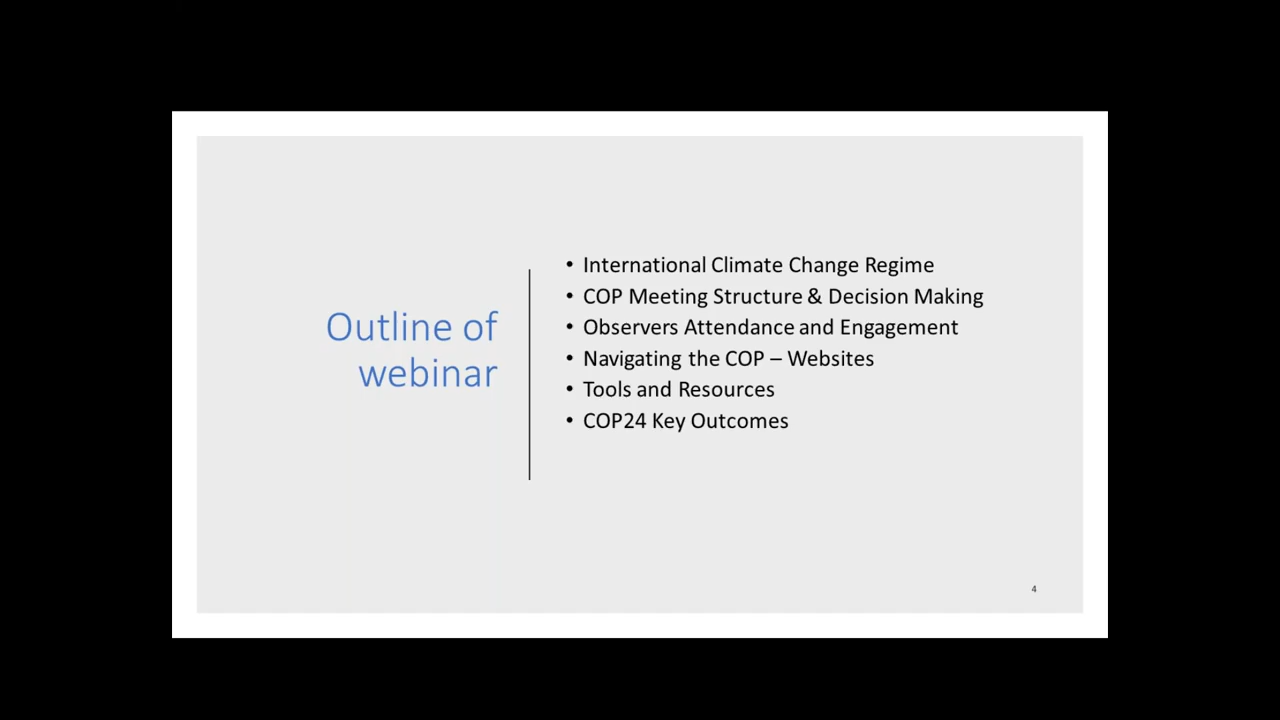 Outline of
webinar
• International Climate Change Regime
• COP Meeting Structure & Decision Making
• Observers Attendance and Engagement
• Navigating the COP – Websites
• Tools and Resources
• COP24 Key Outcomes
4